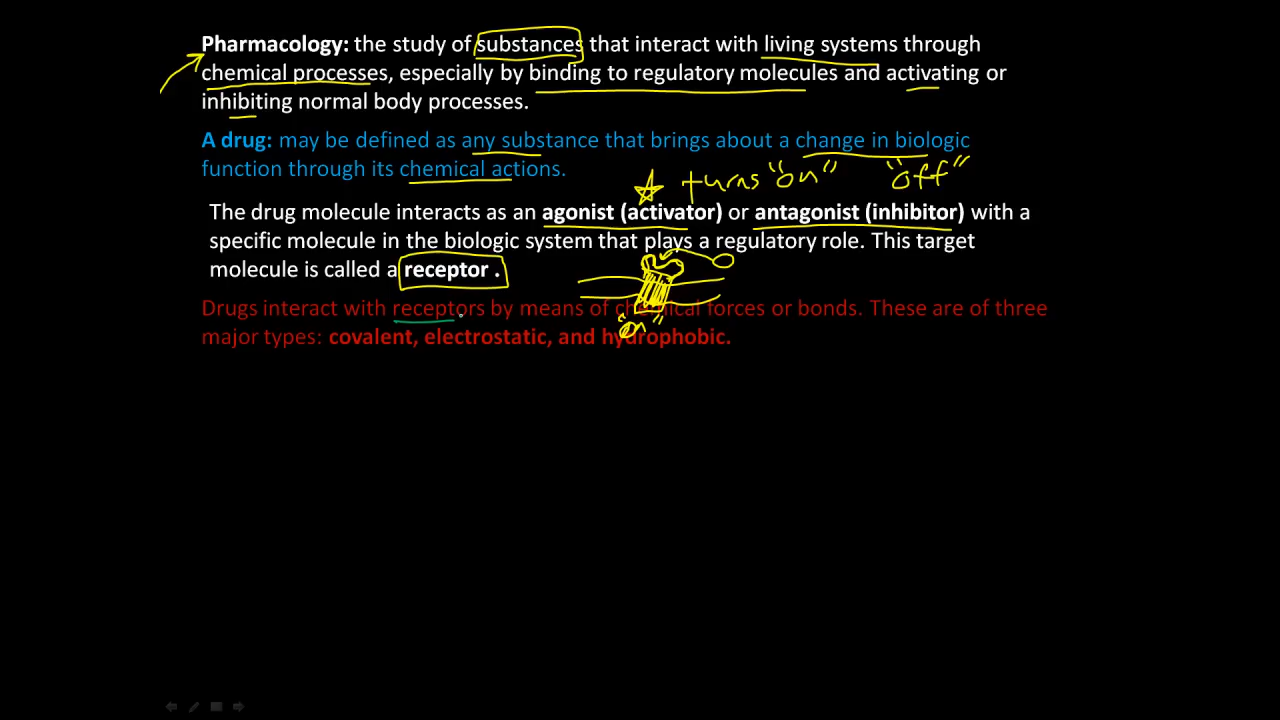 Pharmacology: the study of substances that interact with living systems through
chemical processes, especially by binding to regulatory molecules and activating or
inhibiting normal body processes.
A drug: may be defined as any substance that brings about a change in biologic
function through its chemical actions.
turns "on" "off"
The drug molecule interacts as an agonist (activator) or antagonist (inhibitor) with a
specific molecule in the biologic system that plays a regulatory role. This target
molecule is called a receptor .
Drugs interact with receptors by means of chemical forces or bonds. These are of three
"on"
major types: covalent, electrostatic, and hydrophobic.